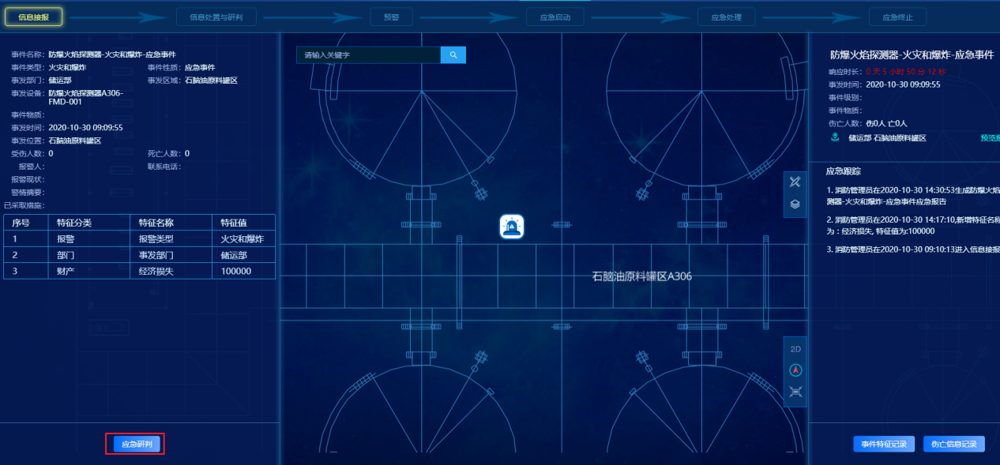 信息接报 信息处置与研判 预警 应急启动 应急处理 应急终止
事件名称: 防爆火焰探测器-火灾和爆炸-应急事件
事件类型: 火灾和爆炸 事件性质: 应急事件
事发部门: 储运部 事发区域: 石脑油原料罐区
事发设备: 防爆火焰探测器A306-
FMD-001
事件物质:
事发时间: 2020-10-30 09:09:55
事发位置: 石脑油原料罐区
受伤人数: 0 死亡人数: 0
报警人: 联系电话:
报警现状:
警情摘要:
已采取措施:
序号 特征分类 特征名称 特征值
1 报警 报警类型 火灾和爆炸
2 部门 事发部门 储运部
3 财产 经济损失 100000
应急研判
请输入关键字
石脑油原料罐区A306
2D
防爆火焰探测器-火灾和爆炸-应急事件
响应时长: 0 天 5 小时 50 分 12 秒
事发时间: 2020-10-30 09:09:55
事件级别:
事件物质:
伤亡人数: 伤0人 亡0人
储运部 石脑油原料罐区 预览
应急跟踪
1. 消防管理员在2020-10-30 14:30:53生成防爆火焰
测器-火灾和爆炸-应急事件应急报告
2. 消防管理员在2020-10-30 14:17:10,新增特征名称
为：经济损失, 特征值为:100000
3. 消防管理员在2020-10-30 09:10:13进入信息接报
事件特征记录 伤亡信息记录